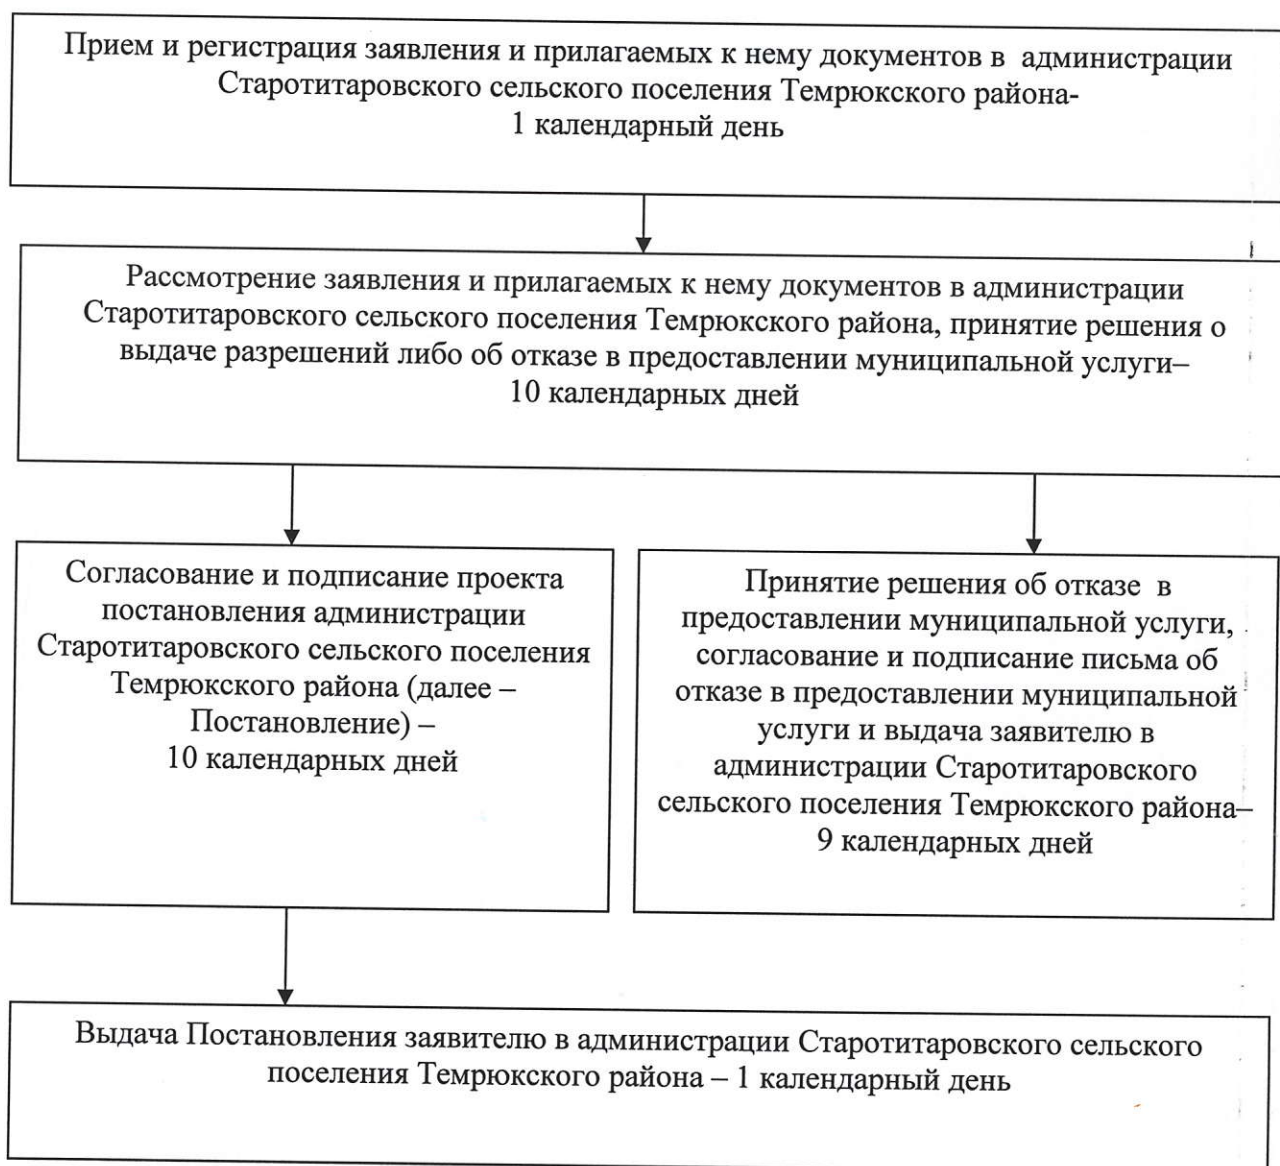 Прием и регистрация заявления и прилагаемых к нему документов в администрации
Старотитаровского сельского поселения Темрюкского района-
1 календарный день
Рассмотрение заявления и прилагаемых к нему документов в администрации
Старотитаровского сельского поселения Темрюкского района, принятие решения о
выдаче разрешений либо об отказе в предоставлении муниципальной услуги–
10 календарных дней
Согласование и подписание проекта
постановления администрации
Старотитаровского сельского поселения
Темрюкского района (далее –
Постановление) –
10 календарных дней
Принятие решения об отказе в
предоставлении муниципальной услуги,
согласование и подписание письма об
отказе в предоставлении муниципальной
услуги и выдача заявителю в
администрации Старотитаровского
сельского поселения Темрюкского района–
9 календарных дней
Выдача Постановления заявителю в администрации Старотитаровского сельского
поселения Темрюкского района – 1 календарный день